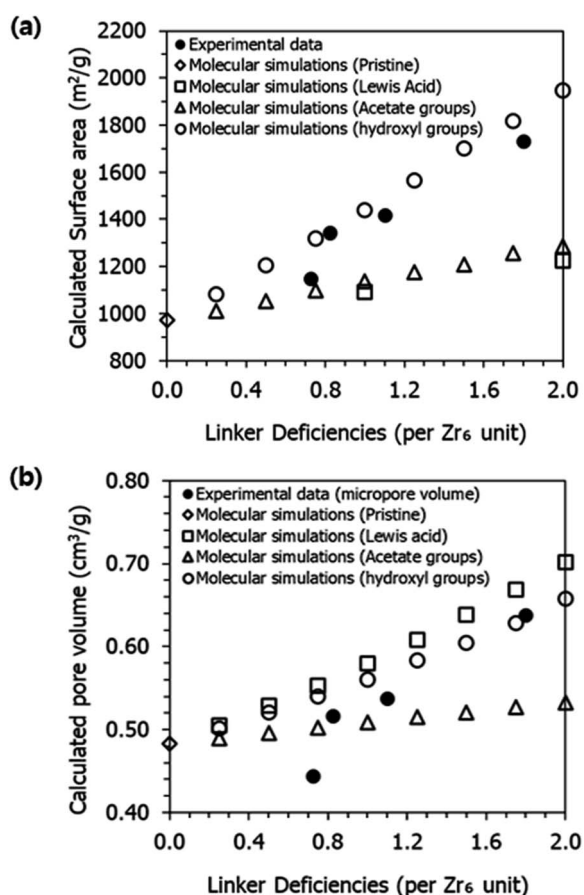 (a)
2200
2000
1800
1600
1400
1200
1000
800
Calculated Surface area (m²/g)
Experimental data
Molecular simulations (Pristine)
Molecular simulations (Lewis Acid)
Molecular simulations (Acetate groups)
Molecular simulations (hydroxyl groups)
0.0 0.4 0.8 1.2 1.6 2.0
Linker Deficiencies (per Zr₆ unit)
(b)
0.80
0.70
0.60
0.50
0.40
Calculated pore volume (cm³/g)
Experimental data (micropore volume)
Molecular simulations (Pristine)
Molecular simulations (Lewis acid)
Molecular simulations (Acetate groups)
Molecular simulations (hydroxyl groups)
0.0 0.4 0.8 1.2 1.6 2.0
Linker Deficiencies (per Zr₆ unit)